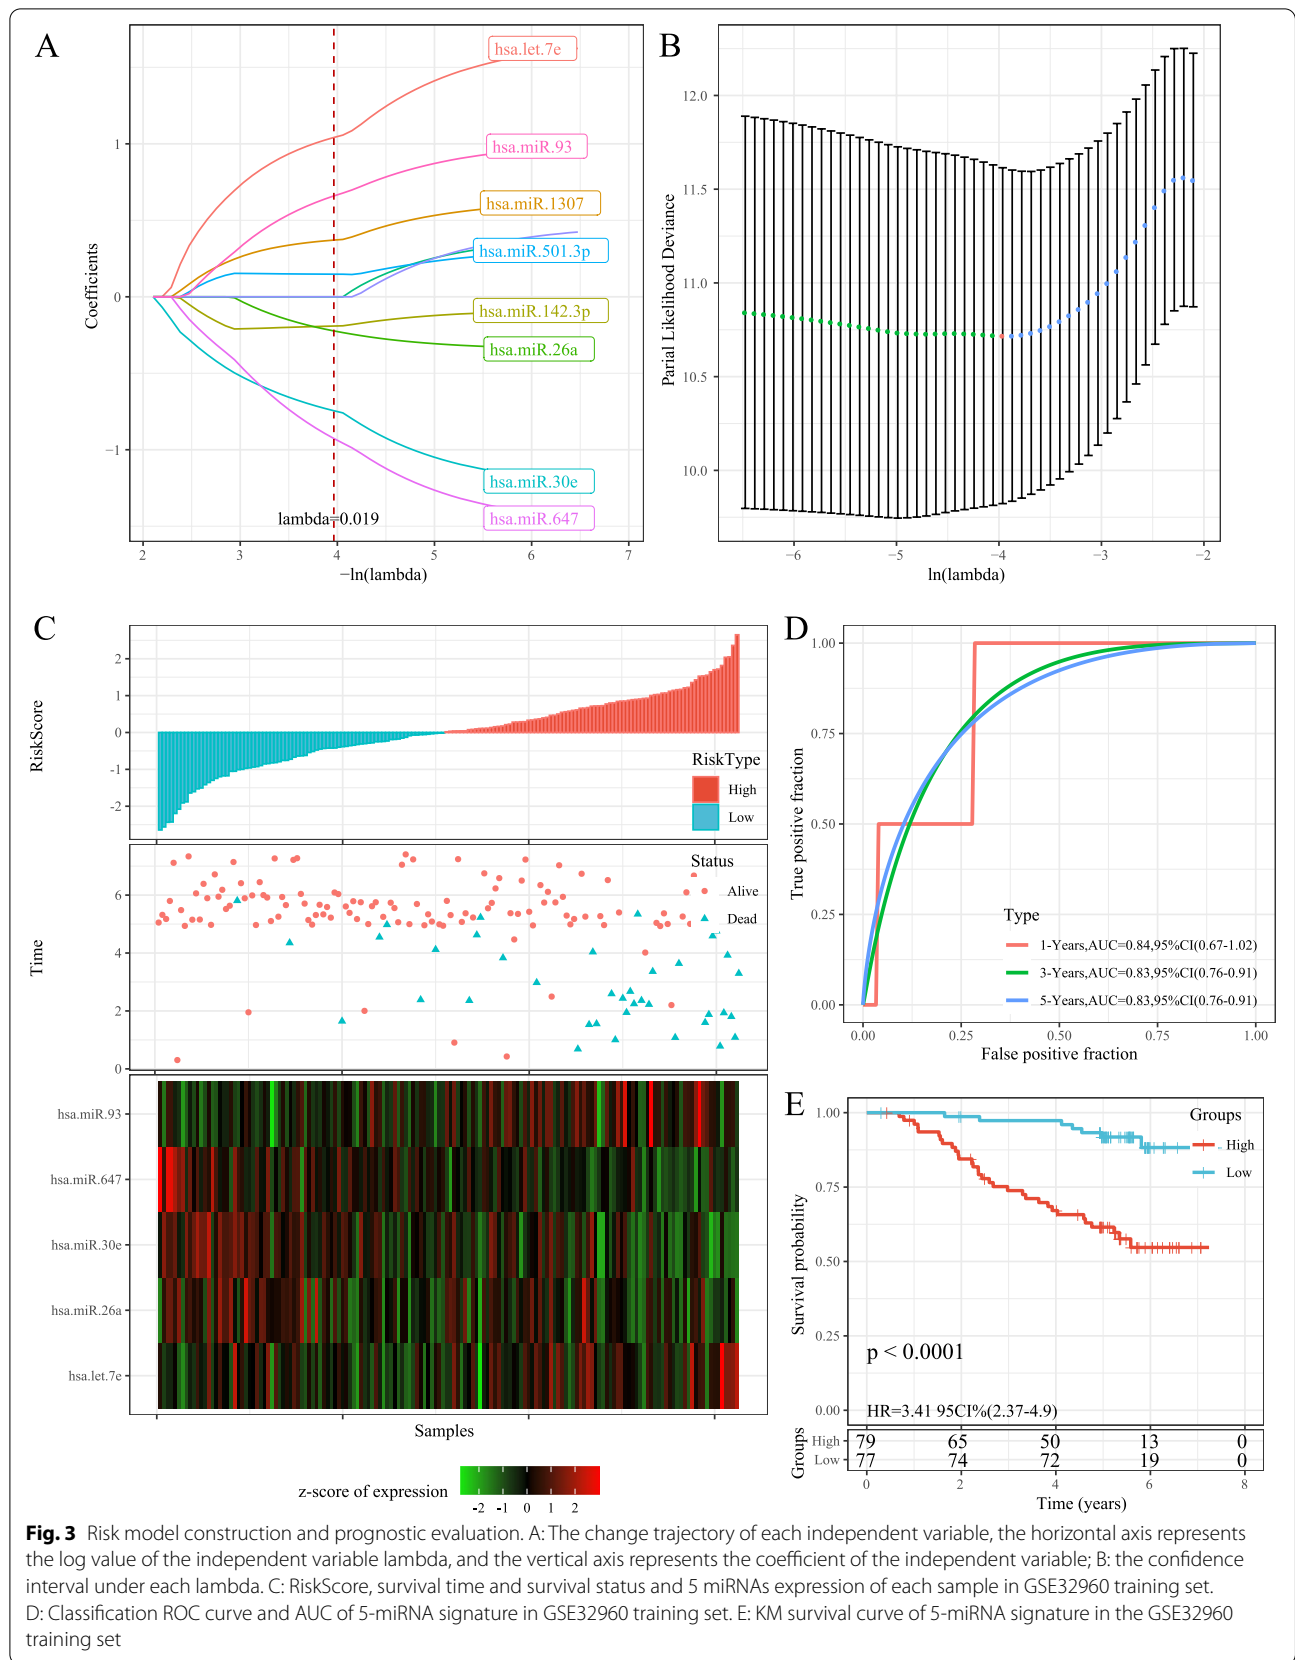 A
hsa.let.7e
hsa.miR.93
hsa.miR.1307
hsa.miR.501.3p
hsa.miR.142.3p
hsa.miR.26a
hsa.miR.30e
hsa.miR.647
lambda=0.019
Coefficients
1
0
−1
2 3 4 5 6 7
−ln(lambda)
B
Parial Likelihood Deviance
12.0
11.5
11.0
10.5
10.0
−6 −5 −4 −3 −2
ln(lambda)
C
RiskScore
2
1
0
-1
-2
RiskType
High
Low
Time
6
4
2
0
Status
Alive
Dead
hsa.miR.93
hsa.miR.647
hsa.miR.30e
hsa.miR.26a
hsa.let.7e
Samples
z-score of expression
-2 -1 0 1 2
D
True positive fraction
1.00
0.75
0.50
0.25
0.00
Type
1-Years,AUC=0.84,95%CI(0.67-1.02)
3-Years,AUC=0.83,95%CI(0.76-0.91)
5-Years,AUC=0.83,95%CI(0.76-0.91)
0.00 0.25 0.50 0.75 1.00
False positive fraction
E
Survival probability
1.00
0.75
0.50
0.25
0.00
Groups
High
Low
p < 0.0001
HR=3.41 95CI%(2.37-4.9)
Groups
High 79 65 50 13 0
Low 77 74 72 19 0
0 2 4 6 8
Time (years)
Fig. 3 Risk model construction and prognostic evaluation. A: The change trajectory of each independent variable, the horizontal axis represents
the log value of the independent variable lambda, and the vertical axis represents the coefficient of the independent variable; B: the confidence
interval under each lambda. C: RiskScore, survival time and survival status and 5 miRNAs expression of each sample in GSE32960 training set.
D: Classification ROC curve and AUC of 5-miRNA signature in GSE32960 training set. E: KM survival curve of 5-miRNA signature in the GSE32960
training set